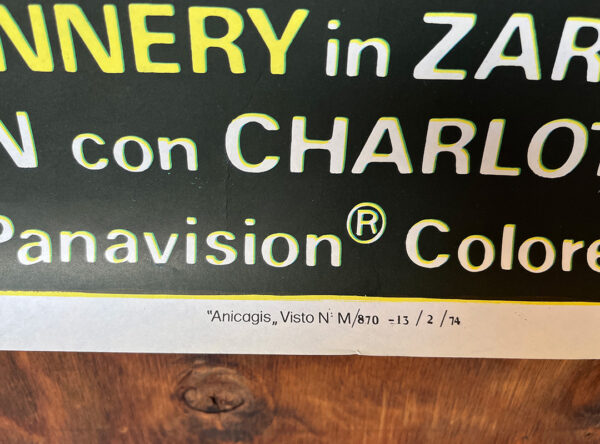 NNERY in ZAR
N con CHARLOT
Panavision® Colore
"Anicagis„ Visto N: M/870 -13 / 2 / 74